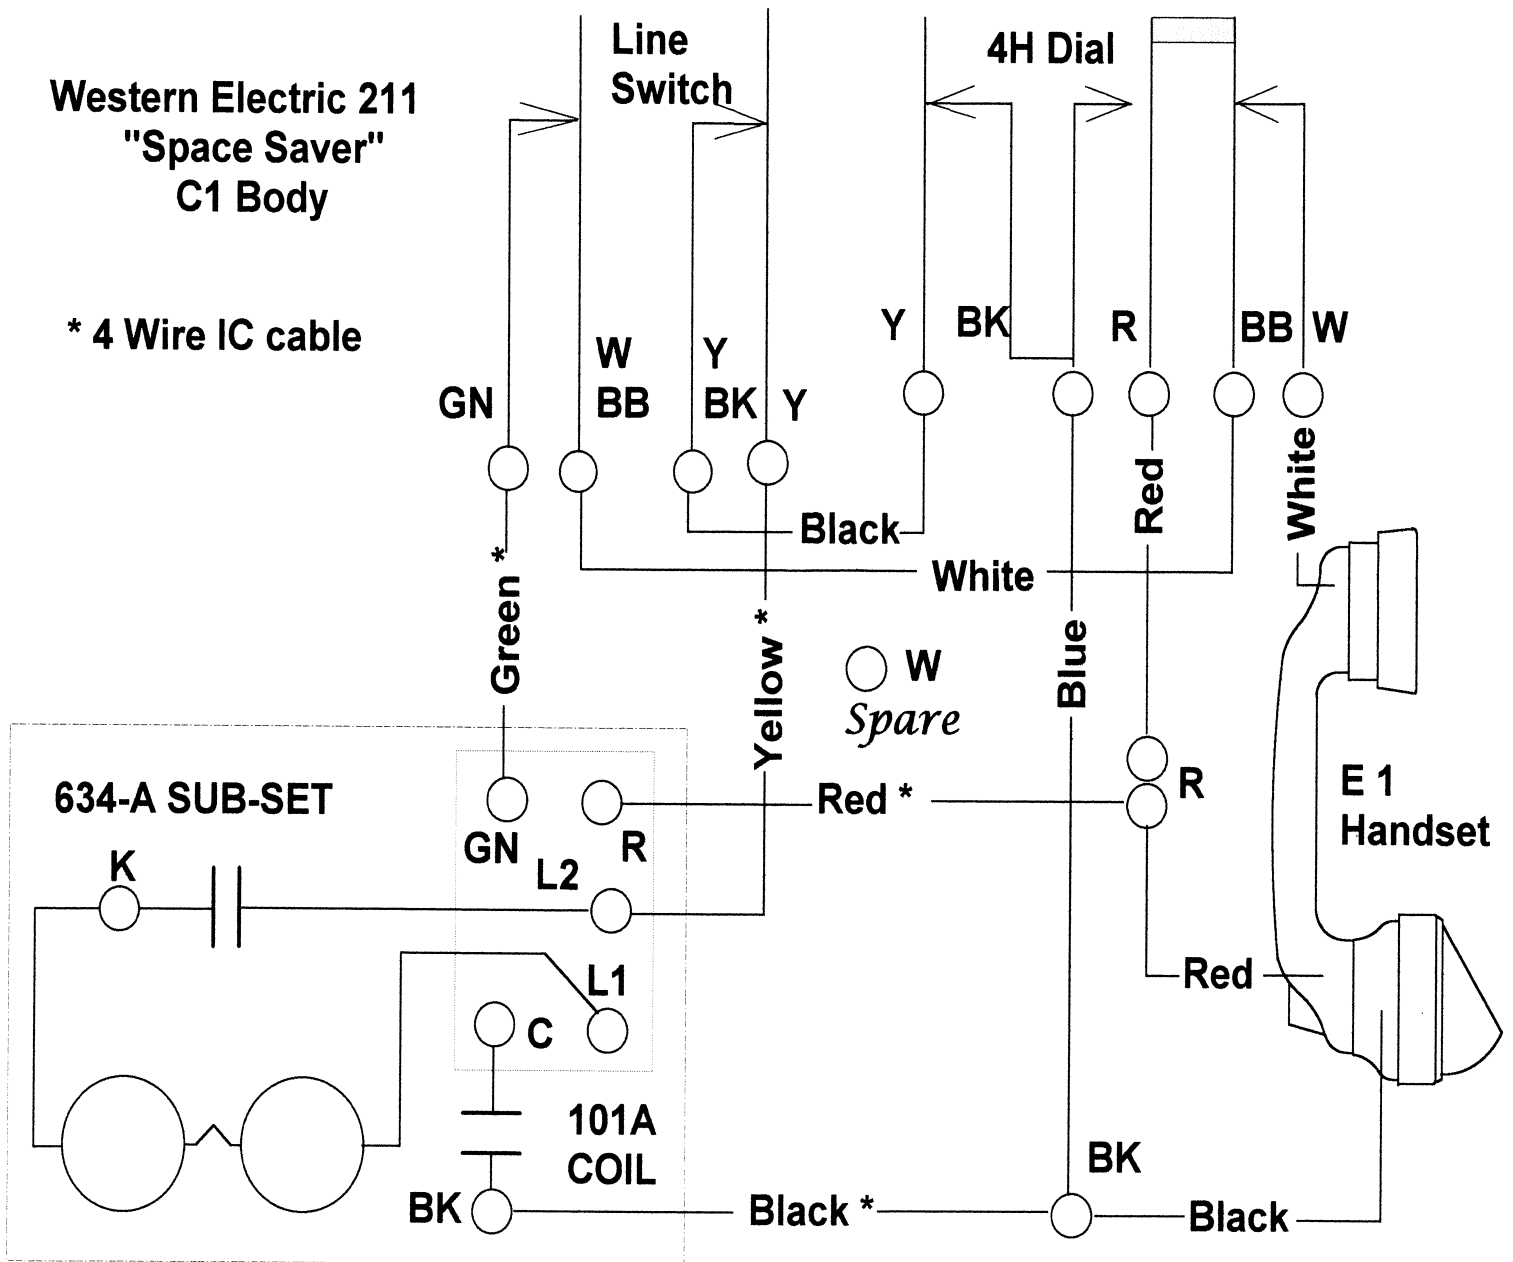 Western Electric 211
"Space Saver"
C1 Body
* 4 Wire IC cable
Line
Switch
4H Dial
GN
W
BB
Y
BK
Y
Y
BK
R
BB
W
Black
White
Green *
Yellow *
Blue
Red
White
W
Spare
634-A SUB-SET
GN
R
Red *
R
E 1
Handset
K
L2
L1
C
Red
101A
COIL
BK
Black *
BK
Black